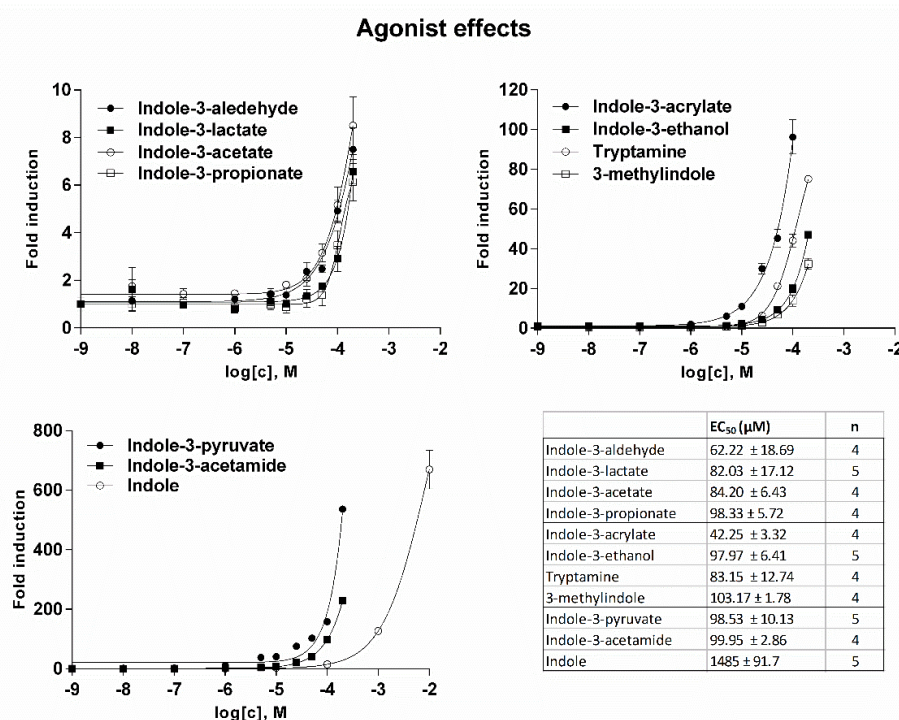 Agonist effects
Fold induction
10
8
6
4
2
0
Indole-3-aledehyde
Indole-3-lactate
Indole-3-acetate
Indole-3-propionate
-9 -8 -7 -6 -5 -4 -3 -2
log[c], M
Fold induction
120
100
80
60
40
20
0
Indole-3-acrylate
Indole-3-ethanol
Tryptamine
3-methylindole
-9 -8 -7 -6 -5 -4 -3 -2
log[c], M
Fold induction
800
600
400
200
0
Indole-3-pyruvate
Indole-3-acetamide
Indole
-9 -8 -7 -6 -5 -4 -3 -2
log[c], M
EC₅₀ (µM) n
Indole-3-aldehyde 62.22 ± 18.69 4
Indole-3-lactate 82.03 ± 17.12 5
Indole-3-acetate 84.20 ± 6.43 4
Indole-3-propionate 98.33 ± 5.72 4
Indole-3-acrylate 42.25 ± 3.32 4
Indole-3-ethanol 97.97 ± 6.41 5
Tryptamine 83.15 ± 12.74 4
3-methylindole 103.17 ± 1.78 4
Indole-3-pyruvate 98.53 ± 10.13 5
Indole-3-acetamide 99.95 ± 2.86 4
Indole 1485 ± 91.7 5